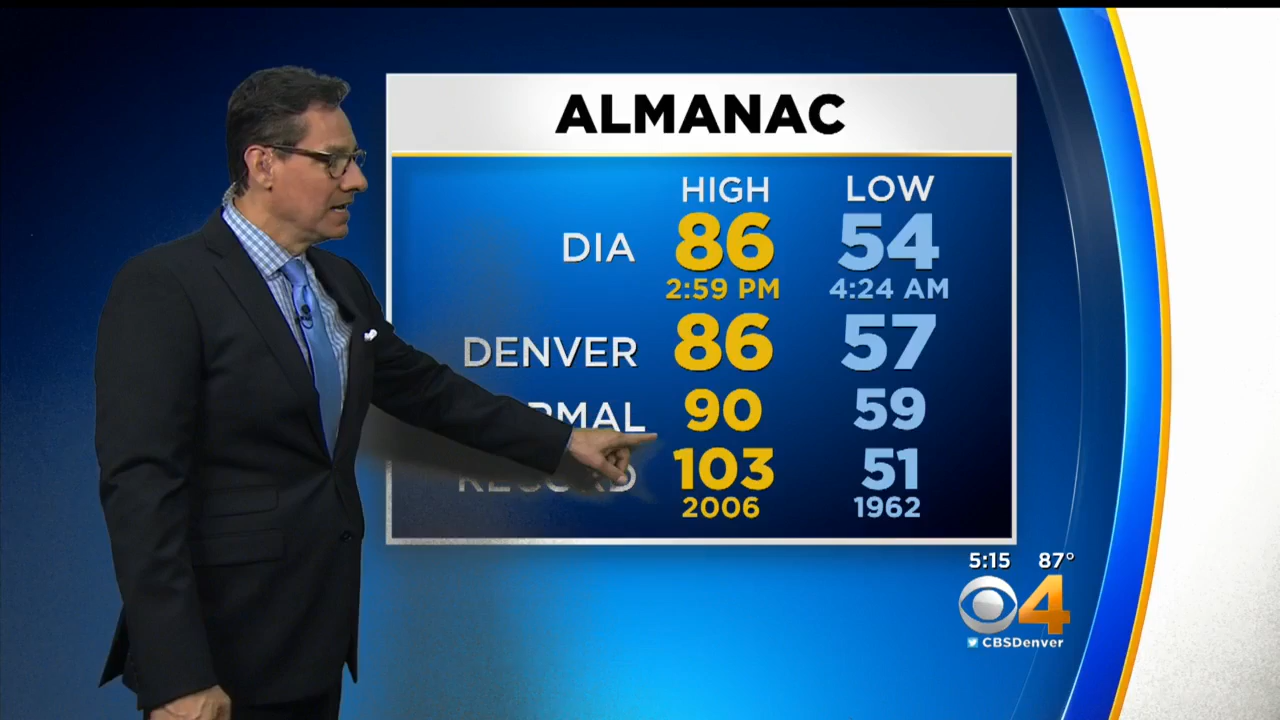 ALMANAC
HIGH LOW
DIA 86 54
2:59 PM 4:24 AM
DENVER 86 57
90 59
RECORD 103 51
2006 1962
5:15 87°
4
CBSDenver